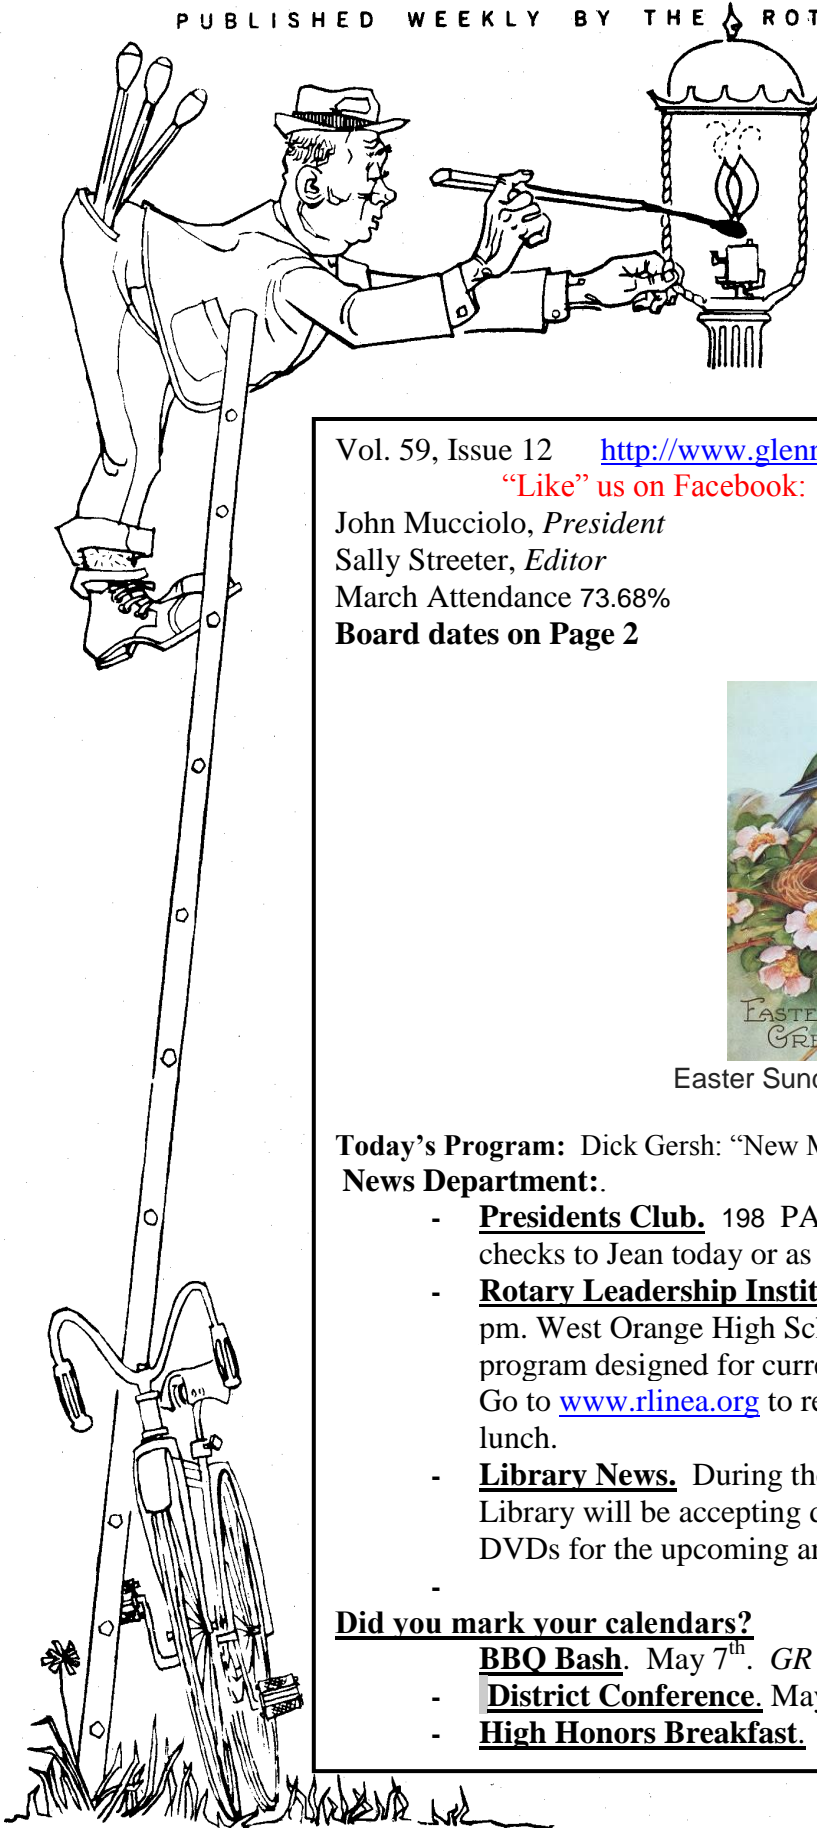 PUBLISHED WEEKLY BY THE ROT
Vol. 59, Issue 12 http://www.glenr
“Like” us on Facebook:
John Mucciolo, President
Sally Streeter, Editor
March Attendance 73.68%
Board dates on Page 2
EASTE
GRE
Easter Sund
Today’s Program: Dick Gersh: “New M
News Department:.
- Presidents Club. 198 PA
checks to Jean today or as
- Rotary Leadership Instit
pm. West Orange High Scl
program designed for curre
Go to www.rlinea.org to re
lunch.
- Library News. During the
Library will be accepting d
DVDs for the upcoming an
-
Did you mark your calendars?
BBQ Bash. May 7th. GR
- District Conference. May
- High Honors Breakfast.